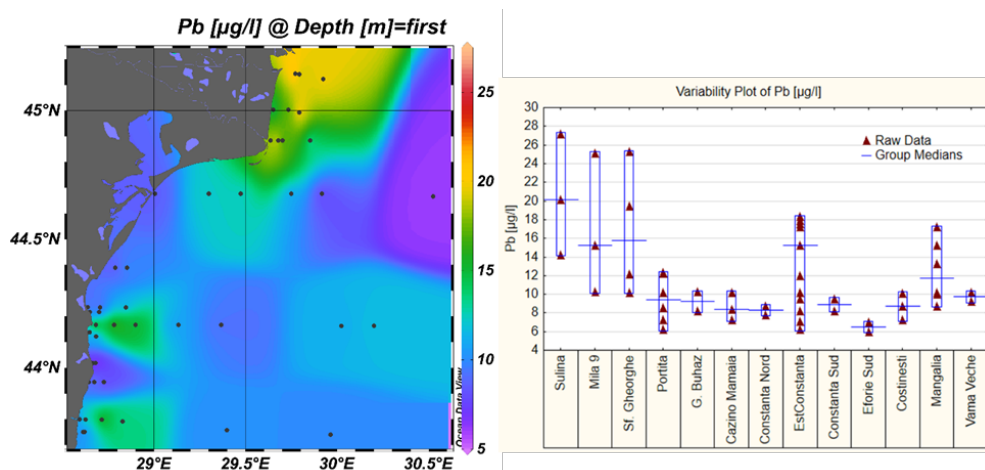 Pb [µg/l] @ Depth [m]=first
45°N
44.5°N
44°N
29°E
29.5°E
30°E
30.5°E
25
20
15
10
5
Ocean Data View
Variability Plot of Pb [µg/l]
Raw Data
Group Medians
Pb [µg/l]
30
28
26
24
22
20
18
16
14
12
10
8
6
4
Sulina
Mila 9
Sf. Gheorghe
Portita
G. Buhaz
Cazino Mamaia
Constanta Nord
EstConstanta
Constanta Sud
Eforie Sud
Costinesti
Mangalia
Vama Veche